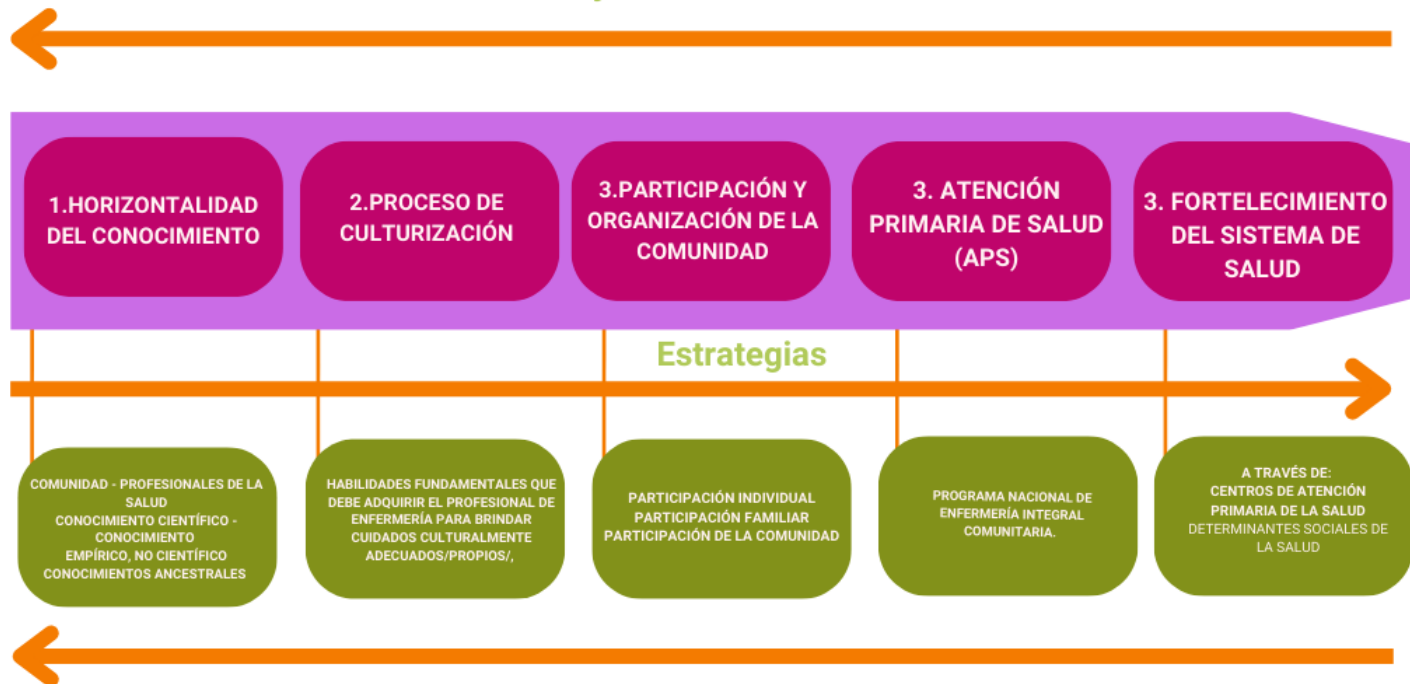 1.HORIZONTALIDAD
DEL CONOCIMIENTO
2.PROCESO DE
CULTURIZACIÓN
3.PARTICIPACIÓN Y
ORGANIZACIÓN DE LA
COMUNIDAD
3. ATENCIÓN
PRIMARIA DE SALUD
(APS)
3. FORTELECIMIENTO
DEL SISTEMA DE
SALUD
Estrategias
COMUNIDAD - PROFESIONALES DE LA
SALUD
CONOCIMIENTO CIENTÍFICO -
CONOCIMIENTO
EMPÍRICO, NO CIENTÍFICO
CONOCIMIENTOS ANCESTRALES
HABILIDADES FUNDAMENTALES QUE
DEBE ADQUIRIR EL PROFESIONAL DE
ENFERMERÍA PARA BRINDAR
CUIDADOS CULTURALMENTE
ADECUADOS/PROPIOS/,
PARTICIPACIÓN INDIVIDUAL
PARTICIPACIÓN FAMILIAR
PARTICIPACIÓN DE LA COMUNIDAD
PROGRAMA NACIONAL DE
ENFERMERÍA INTEGRAL
COMUNITARIA.
A TRAVÉS DE:
CENTROS DE ATENCIÓN
PRIMARIA DE LA SALUD
DETERMINANTES SOCIALES DE
LA SALUD